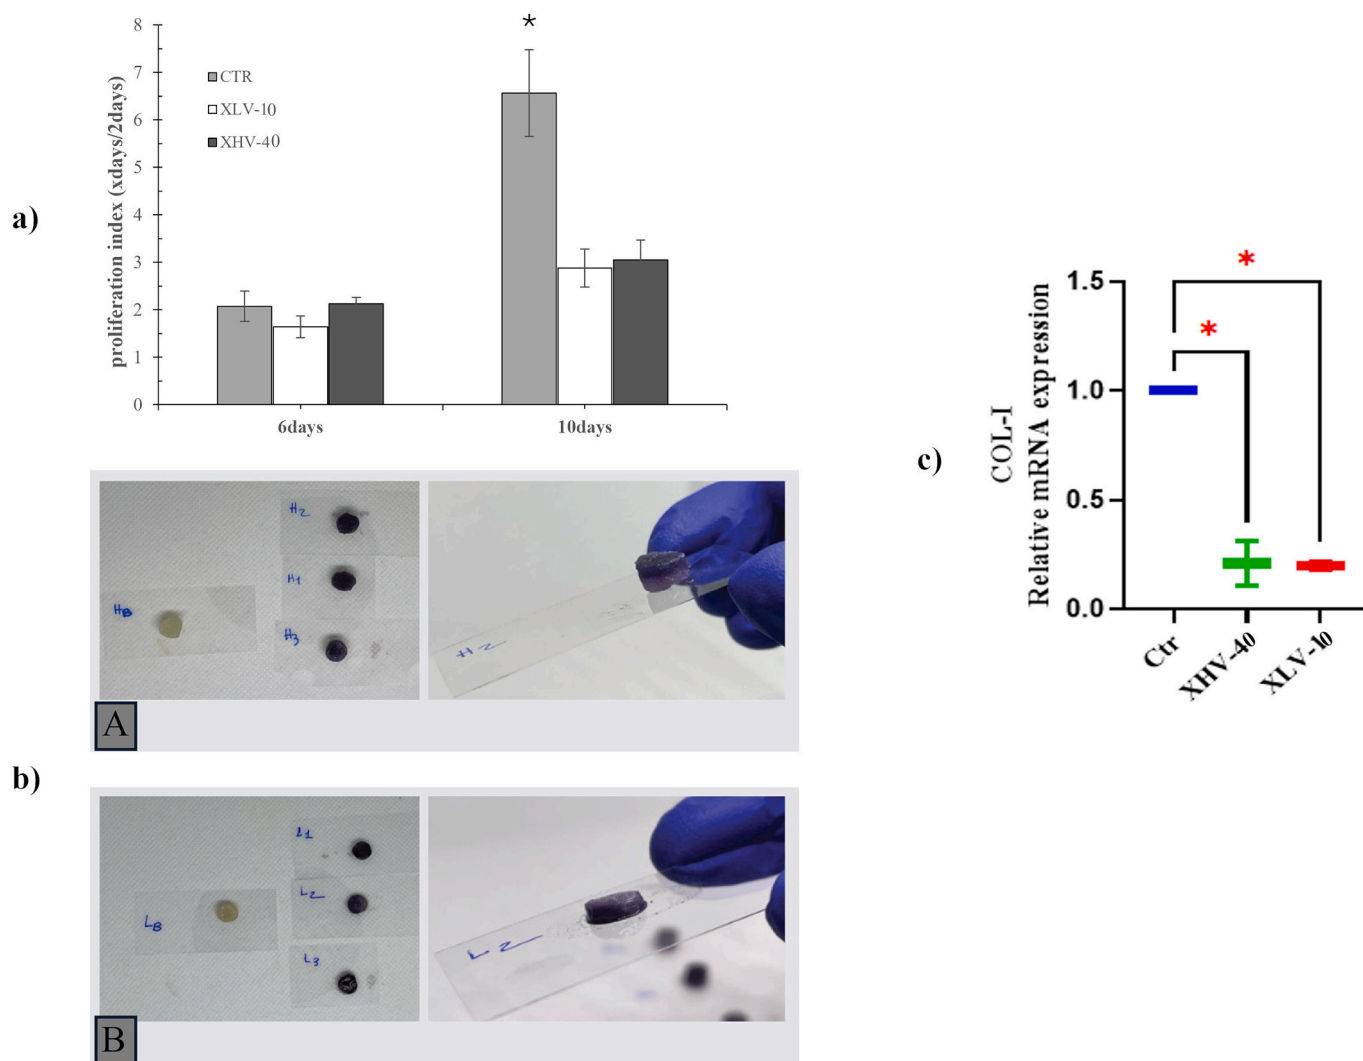 a)
proliferation index (xdays/2days)
8
7
6
5
4
3
2
1
0
CTR
XLV-10
XHV-40
*
6days
10days
b)
H2
H1
HB
H3
H2
A
L1
L2
LB
L3
L2
B
c)
COL-I
Relative mRNA expression
1.5
1.0
0.5
0.0
*
*
Ctr
XHV-40
XLV-10